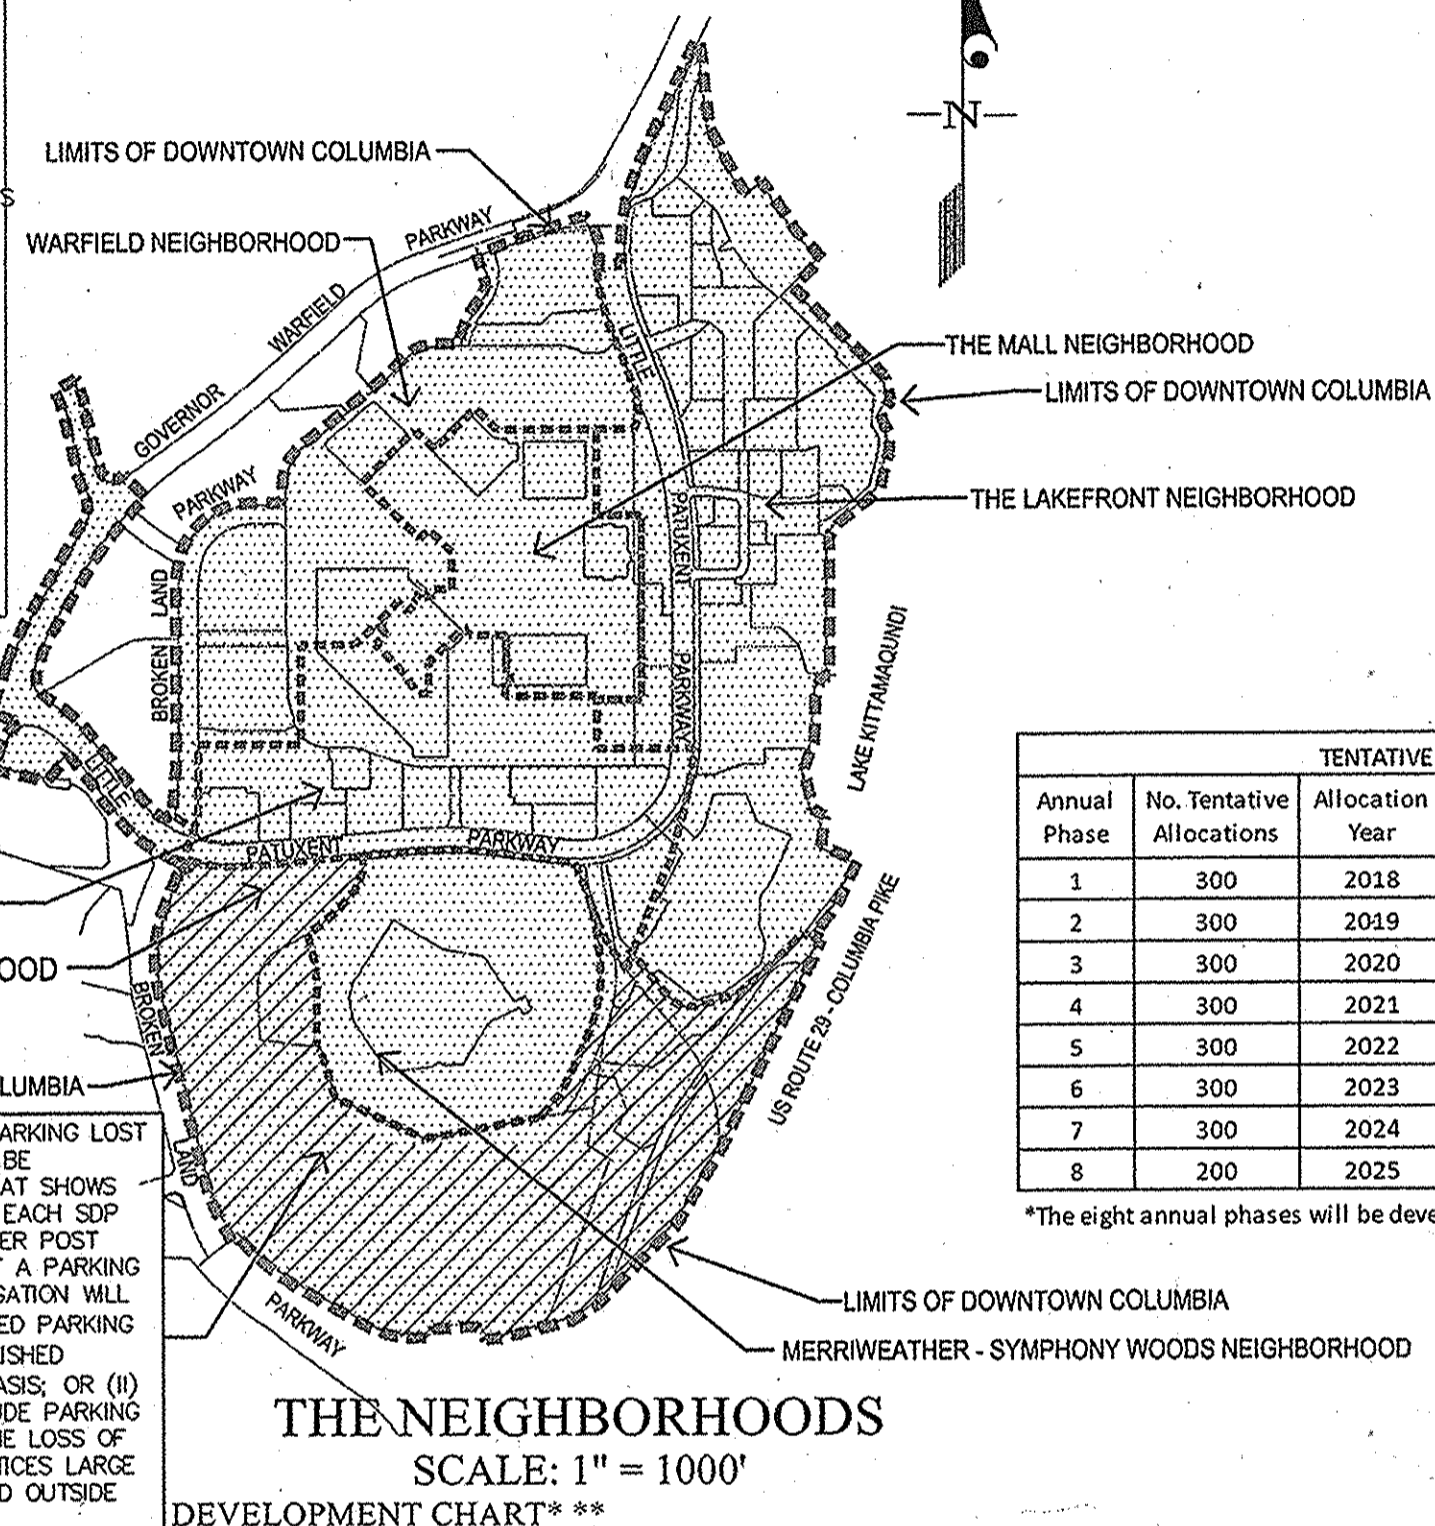 S
LIMITS OF DOWNTOWN COLUMBIA
WARFIELD NEIGHBORHOOD
GOVERNOR WARFIELD PARKWAY
N
THE MALL NEIGHBORHOOD
LIMITS OF DOWNTOWN COLUMBIA
THE LAKEFRONT NEIGHBORHOOD
BROKEN LAND PARKWAY
LITTLE PATUXENT PARKWAY
LAKE KITTAMAQUNDI
LITTLE PATUXENT PARKWAY
US ROUTE 29 - COLUMBIA PIKE
OOD
LUMBIA
BROKEN LAND PARKWAY
ARKING LOST
BE
AT SHOWS
EACH SDP
ER POST
T A PARKING
GATION WILL
ED PARKING
ISHED
ASIS; OR (II)
UDE PARKING
HE LOSS OF
TICES LARGE
D OUTSIDE
TENTATIVE
Annual Phase No. Tentative Allocations Allocation Year
1 300 2018
2 300 2019
3 300 2020
4 300 2021
5 300 2022
6 300 2023
7 300 2024
8 200 2025
*The eight annual phases will be deve
LIMITS OF DOWNTOWN COLUMBIA
MERRIWEATHER - SYMPHONY WOODS NEIGHBORHOOD
THE NEIGHBORHOODS
SCALE: 1" = 1000'
DEVELOPMENT CHART* **